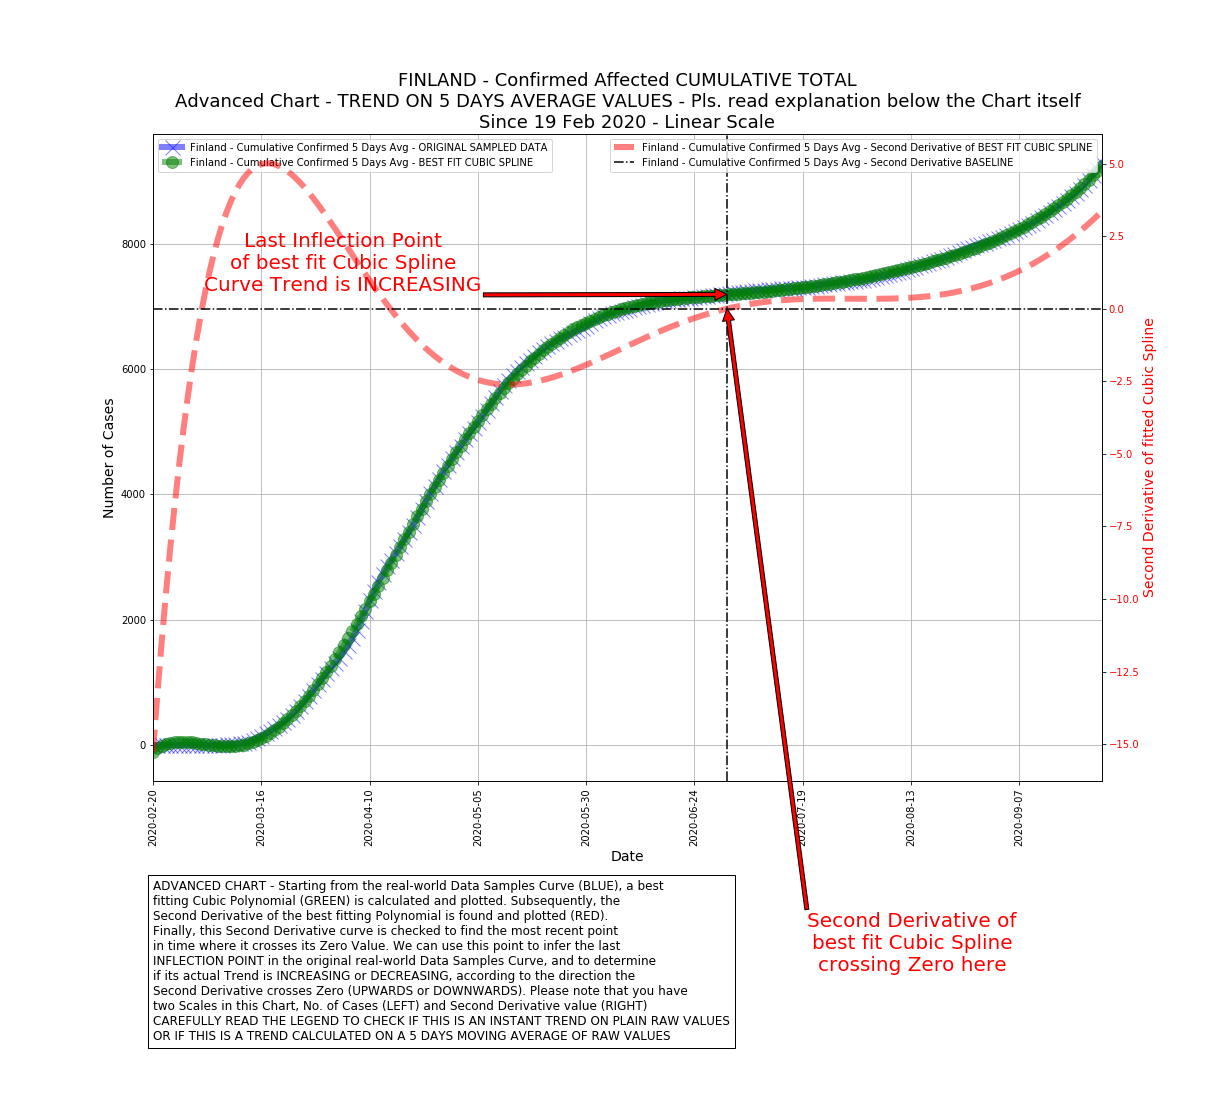 FINLAND - Confirmed Affected CUMULATIVE TOTAL
Advanced Chart - TREND ON 5 DAYS AVERAGE VALUES - Pls. read explanation below the Chart itself
Since 19 Feb 2020 - Linear Scale
Finland - Cumulative Confirmed 5 Days Avg - ORIGINAL SAMPLED DATA
Finland - Cumulative Confirmed 5 Days Avg - BEST FIT CUBIC SPLINE
Finland - Cumulative Confirmed 5 Days Avg - Second Derivative of BEST FIT CUBIC SPLINE
Finland - Cumulative Confirmed 5 Days Avg - Second Derivative BASELINE
Last Inflection Point
of best fit Cubic Spline
Curve Trend is INCREASING
Number of Cases
8000
6000
4000
2000
0
5.0
2.5
0.0
−2.5
−5.0
−7.5
−10.0
−12.5
−15.0
Second Derivative of fitted Cubic Spline
2020-02-20
2020-03-16
2020-04-10
2020-05-05
2020-05-30
2020-06-24
2020-07-19
2020-08-13
2020-09-07
Date
ADVANCED CHART - Starting from the real-world Data Samples Curve (BLUE), a best
fitting Cubic Polynomial (GREEN) is calculated and plotted. Subsequently, the
Second Derivative of the best fitting Polynomial is found and plotted (RED).
Finally, this Second Derivative curve is checked to find the most recent point
in time where it crosses its Zero Value. We can use this point to infer the last
INFLECTION POINT in the original real-world Data Samples Curve, and to determine
if its actual Trend is INCREASING or DECREASING, according to the direction the
Second Derivative crosses Zero (UPWARDS or DOWNWARDS). Please note that you have
two Scales in this Chart, No. of Cases (LEFT) and Second Derivative value (RIGHT)
CAREFULLY READ THE LEGEND TO CHECK IF THIS IS AN INSTANT TREND ON PLAIN RAW VALUES
OR IF THIS IS A TREND CALCULATED ON A 5 DAYS MOVING AVERAGE OF RAW VALUES
Second Derivative of
best fit Cubic Spline
crossing Zero here